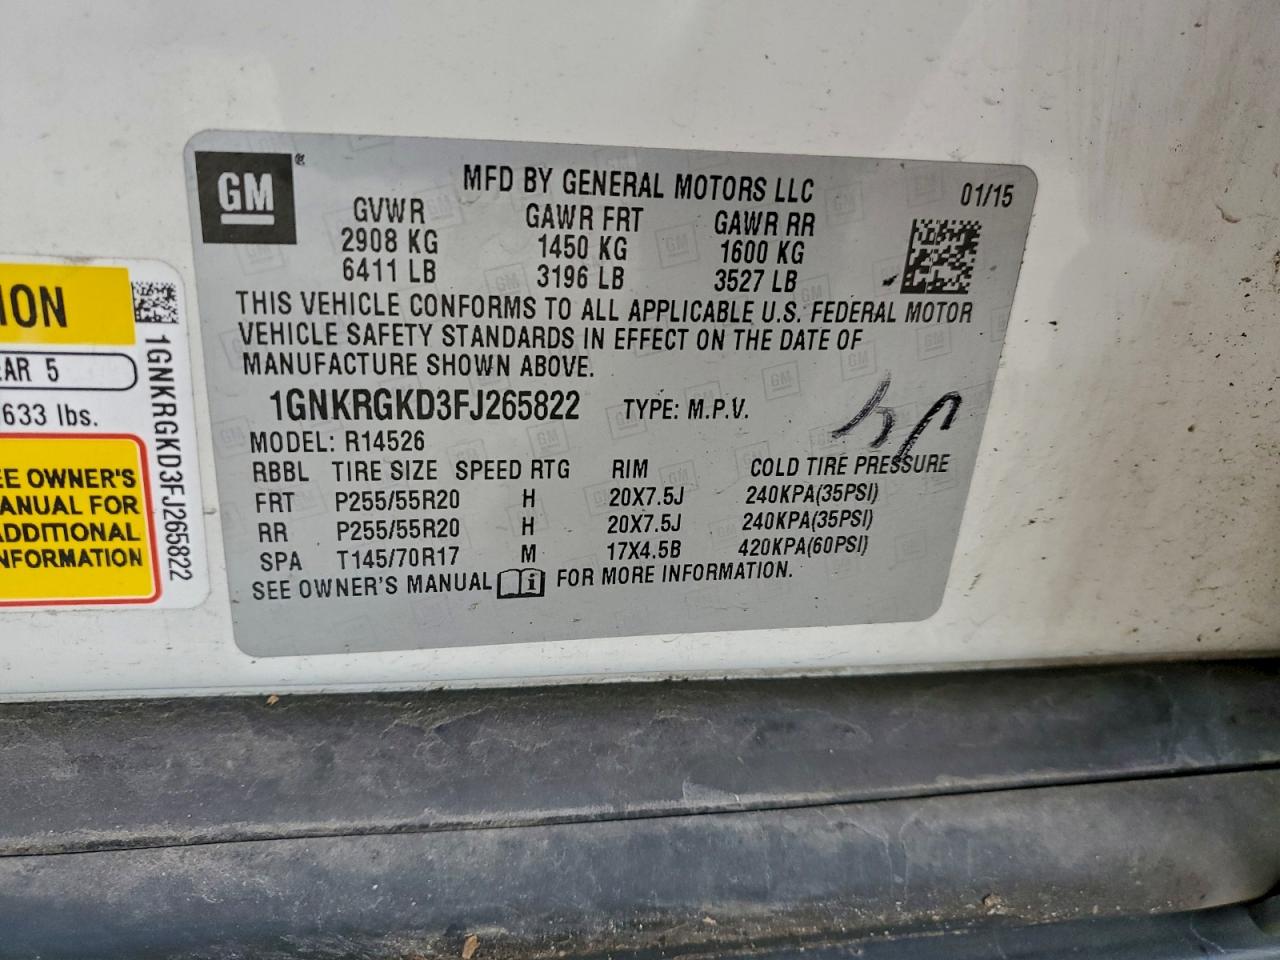 GM
MFD BY GENERAL MOTORS LLC
01/15
GVWR GAWR FRT GAWR RR
2908 KG 1450 KG 1600 KG
6411 LB 3196 LB 3527 LB
THIS VEHICLE CONFORMS TO ALL APPLICABLE U.S. FEDERAL MOTOR
VEHICLE SAFETY STANDARDS IN EFFECT ON THE DATE OF
MANUFACTURE SHOWN ABOVE.
1GNKRGKD3FJ265822 TYPE: M.P.V.
MODEL: R14526
RBBL TIRE SIZE SPEED RTG RIM COLD TIRE PRESSURE
FRT P255/55R20 H 20X7.5J 240KPA(35PSI)
RR P255/55R20 H 20X7.5J 240KPA(35PSI)
SPA T145/70R17 M 17X4.5B 420KPA(60PSI)
SEE OWNER'S MANUAL FOR MORE INFORMATION.
ION
AR 5
633 lbs.
EE OWNER'S
ANUAL FOR
ADDITIONAL
NFORMATION
1GNKRGKD3FJ265822